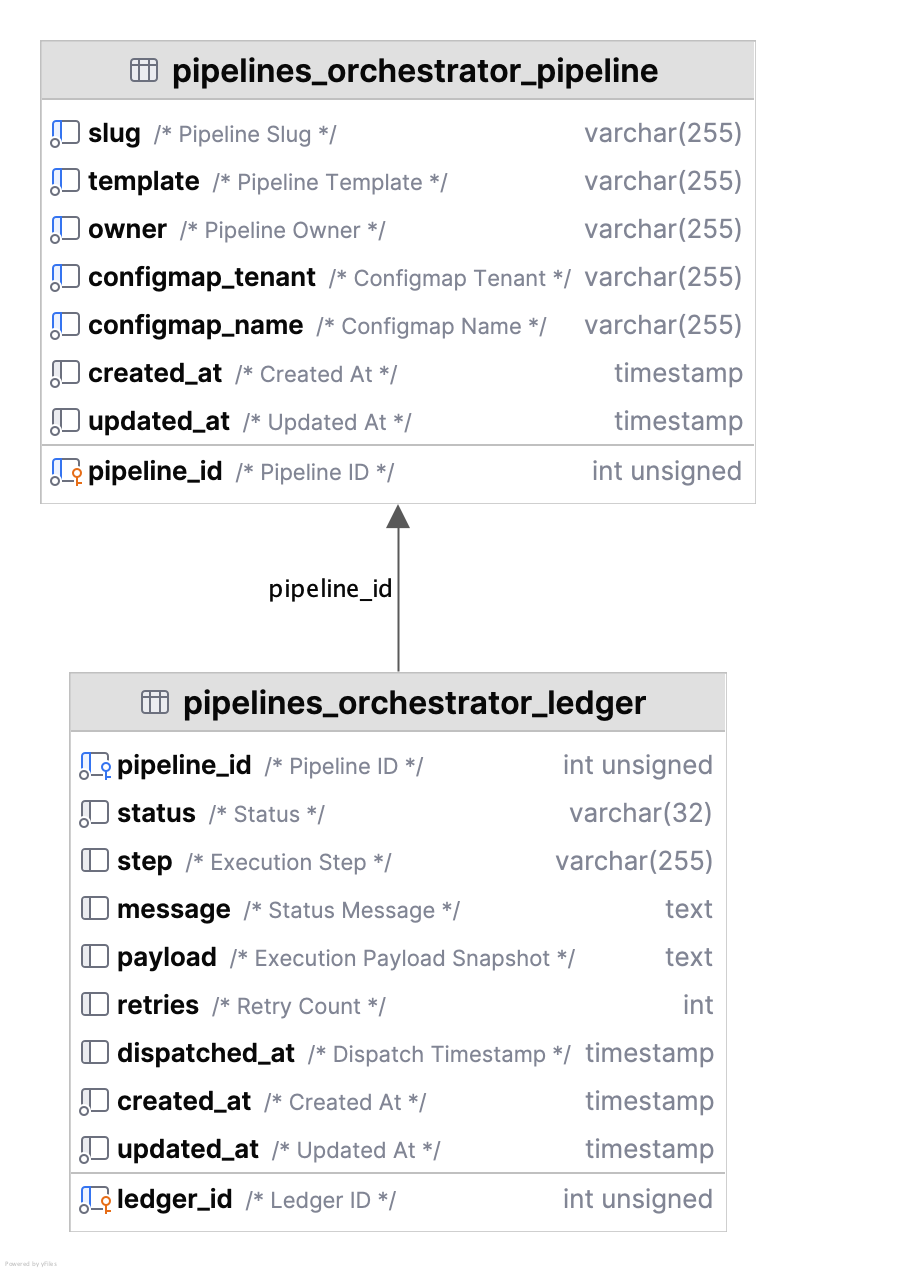 pipelines_orchestrator_pipeline
slug /* Pipeline Slug */ varchar(255)
template /* Pipeline Template */ varchar(255)
owner /* Pipeline Owner */ varchar(255)
configmap_tenant /* Configmap Tenant */ varchar(255)
configmap_name /* Configmap Name */ varchar(255)
created_at /* Created At */ timestamp
updated_at /* Updated At */ timestamp
pipeline_id /* Pipeline ID */ int unsigned
pipeline_id
pipelines_orchestrator_ledger
pipeline_id /* Pipeline ID */ int unsigned
status /* Status */ varchar(32)
step /* Execution Step */ varchar(255)
message /* Status Message */ text
payload /* Execution Payload Snapshot */ text
retries /* Retry Count */ int
dispatched_at /* Dispatch Timestamp */ timestamp
created_at /* Created At */ timestamp
updated_at /* Updated At */ timestamp
ledger_id /* Ledger ID */ int unsigned
Powered by yFiles